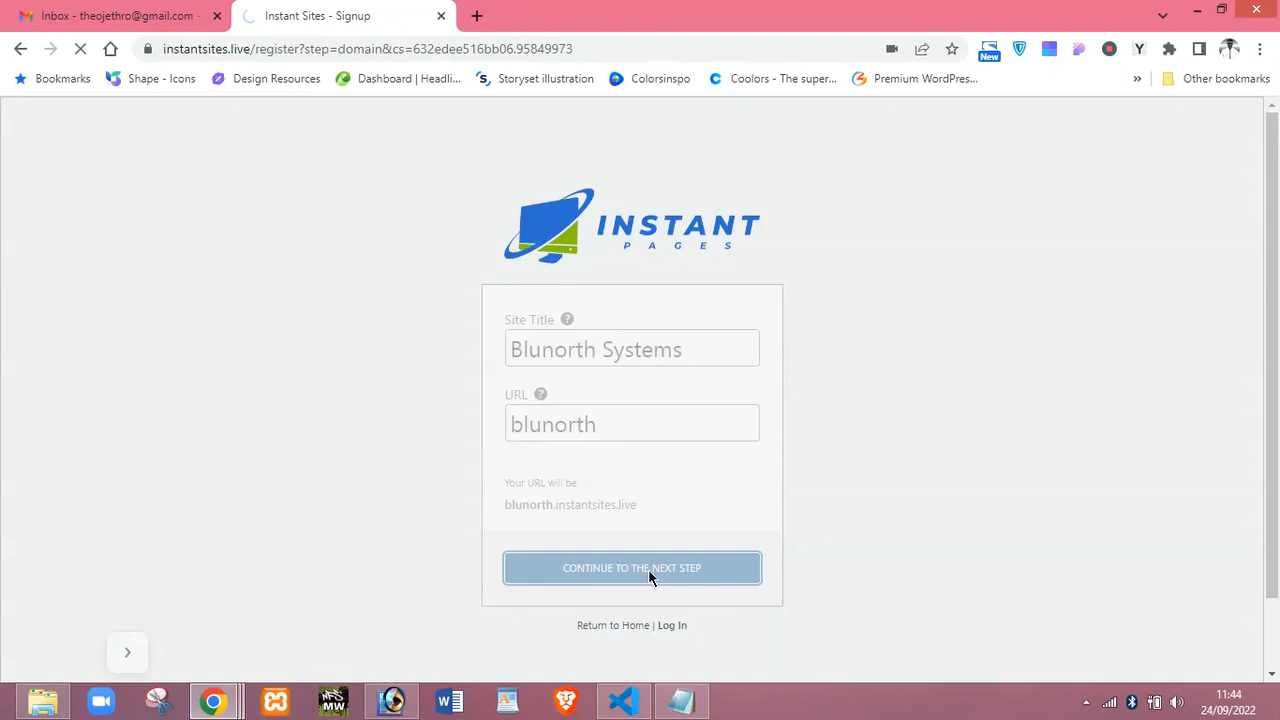 Inbox - theojethro@gmail.com
Instant Sites - Signup
instantsites.live/register?step=domain&cs=632edee516bb06.95849973
New
Y
Bookmarks
Shape - Icons
Design Resources
Dashboard | Headli...
Storyset illustration
Colorsinspo
Coolors - The super...
Premium WordPres...
»
Other bookmarks
INSTANT
PAGES
Site Title ?
Blunorth Systems
URL ?
blunorth
Your URL will be
blunorth.instantsites.live
CONTINUE TO THE NEXT STEP
Return to Home | Log In
NFS
MW
11:44
24/09/2022